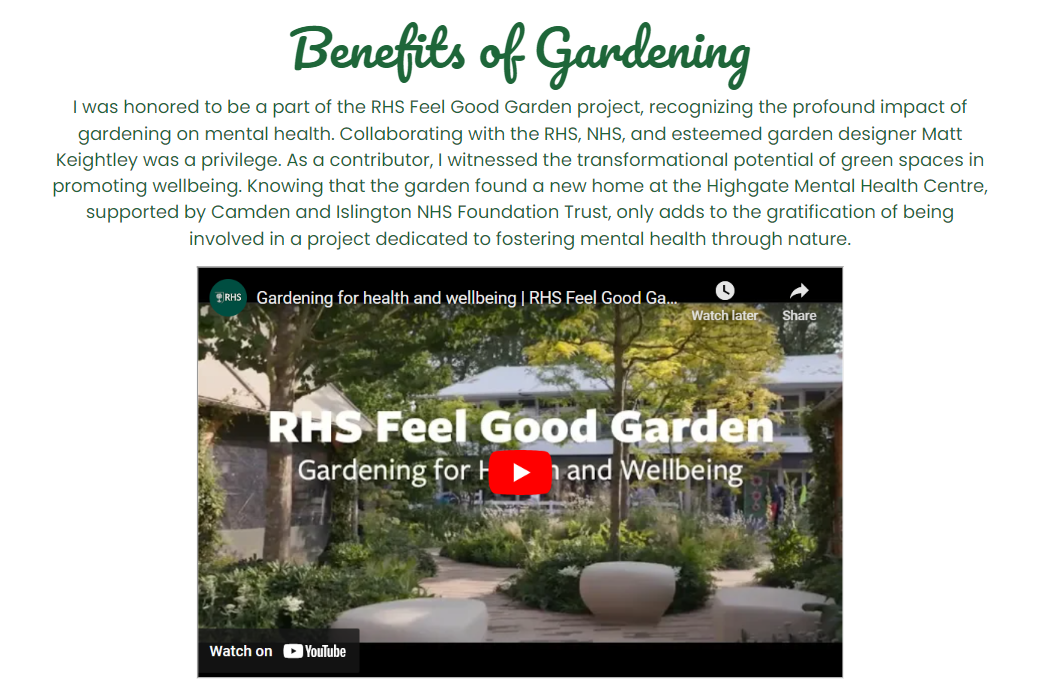 Benefits of Gardening
I was honored to be a part of the RHS Feel Good Garden project, recognizing the profound impact of
gardening on mental health. Collaborating with the RHS, NHS, and esteemed garden designer Matt
Keightley was a privilege. As a contributor, I witnessed the transformational potential of green spaces in
promoting wellbeing. Knowing that the garden found a new home at the Highgate Mental Health Centre,
supported by Camden and Islington NHS Foundation Trust, only adds to the gratification of being
involved in a project dedicated to fostering mental health through nature.
RHS
Gardening for health and wellbeing | RHS Feel Good Ga...
Watch later
Share
RHS Feel Good Garden
Gardening for and Wellbeing
Watch on YouTube